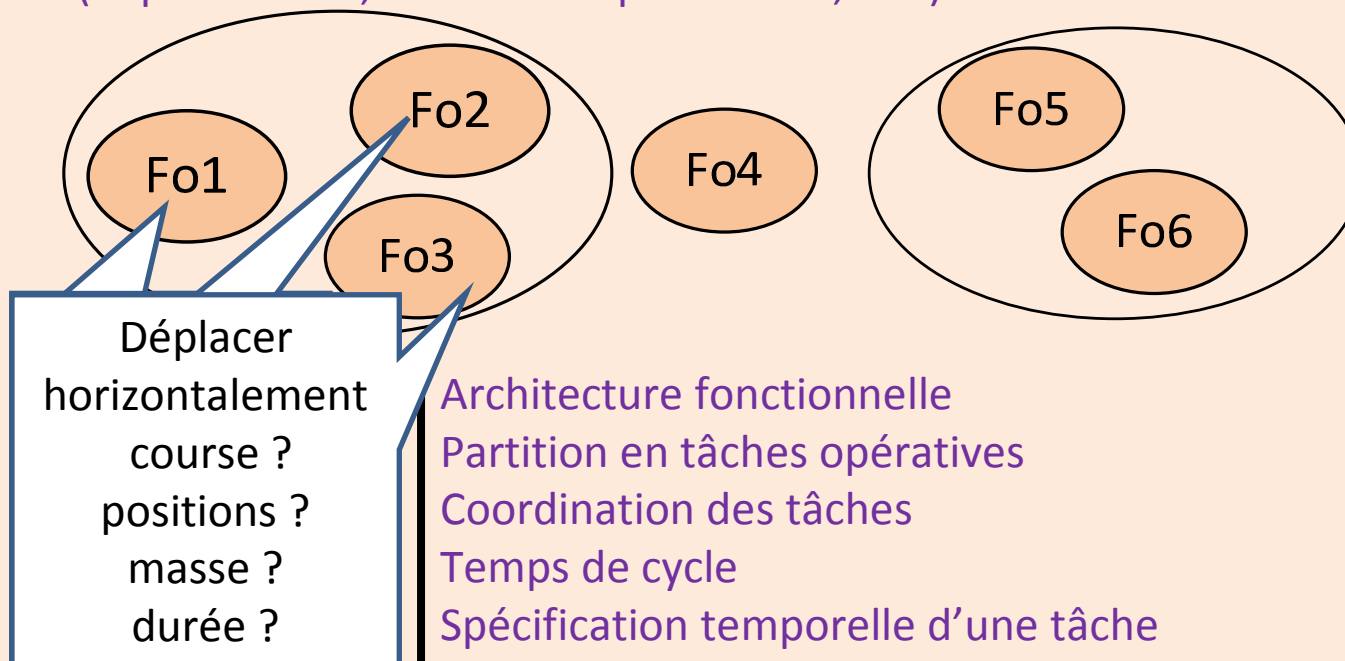 Fo1
Fo2
Fo3
Fo4
Fo5
Fo6
Déplacer
horizontalement
course ?
positions ?
masse ?
durée ?
Architecture fonctionnelle
Partition en tâches opératives
Coordination des tâches
Temps de cycle
Spécification temporelle d’une tâche